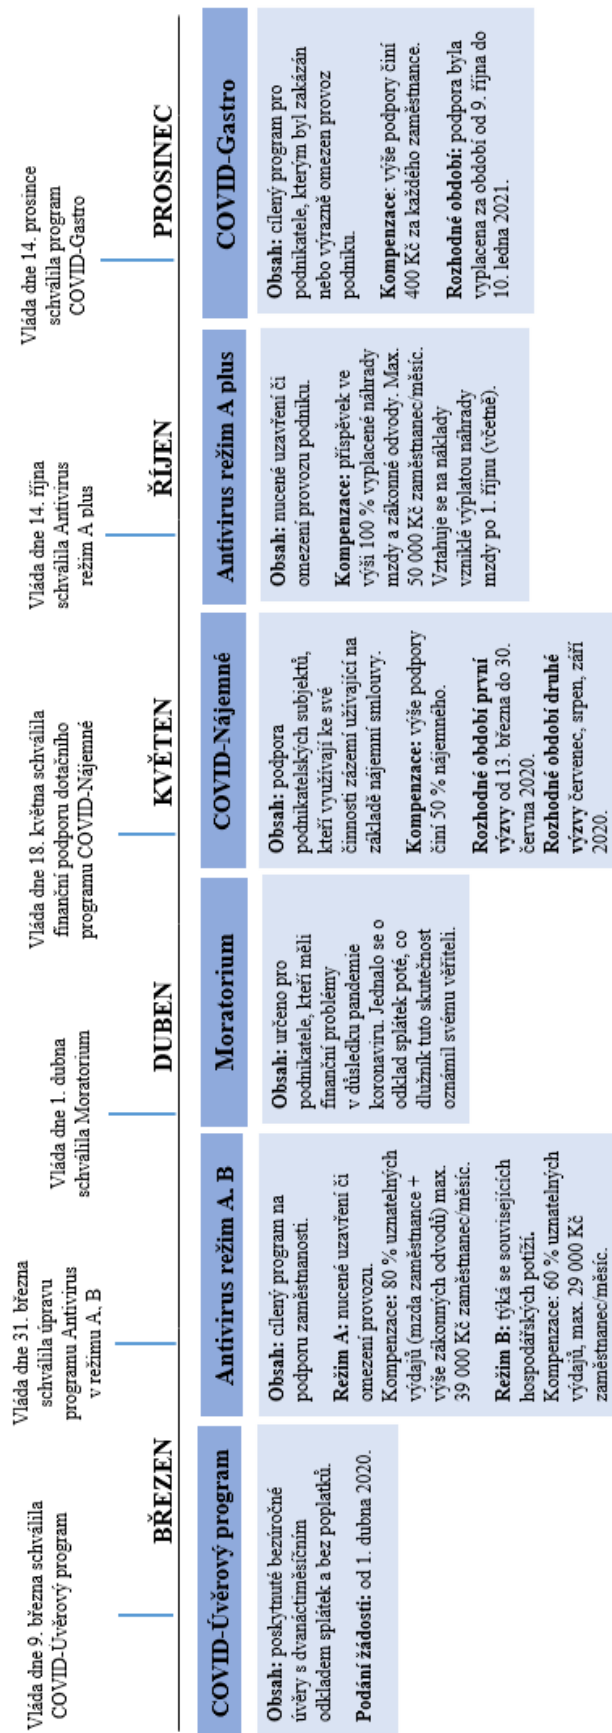 Vláda dne 9. března schválila
COVID-Úvěrový program
Vláda dne 31. března
schválila úpravu
programu Antivirus
v režimu A. B
Vláda dne 1. dubna
schválila Moratorium
Vláda dne 18. května schválila
finanční podporu dotačního
programu COVID-Nájemné
Vláda dne 14. října
schválila Antivirus
režim A plus
Vláda dne 14. prosince
schválila program
COVID-Gastro
BŘEZEN
DUBEN
KVĚTEN
ŘÍJEN
PROSINEC
COVID-Úvěrový program
Obsah: poskytnuté bezúročné
úvěry s dvanáctiměsíčním
odkladem splátek a bez poplatků.
Podání žádosti: od 1. dubna 2020.
Antivirus režim A. B
Obsah: cílený program na
podporu zaměstnanosti.
Režim A: nucené uzavření či
omezení provozu.
Kompenzace: 80 % uznatelných
výdajů (mzda zaměstnance +
výše zákonných odvodů) max.
39 000 Kč zaměstnanec/měsíc.
Režim B: týká se souvisejících
hospodářských potíží.
Kompenzace: 60 % uznatelných
výdajů, max. 29 000 Kč
zaměstnanec/měsíc.
Moratorium
Obsah: určeno pro
podnikatele, kteří měli
finanční problémy
v důsledku pandemie
koronaviru. Jednalo se o
odklad splátek poté, co
dlužník tuto skutečnost
oznámil svému věřiteli.
COVID-Nájemné
Obsah: podpora
podnikatelských subjektů,
kteří využívají ke své
činnosti zázemí užívající na
základě nájemní smlouvy.
Kompenzace: výše podpory
činí 50 % nájemného.
Rozhodné období první
výzvy od 13. března do 30.
června 2020.
Rozhodné období druhé
výzvy červenec, srpen, září
2020.
Antivirus režim A plus
Obsah: nucené uzavření či
omezení provozu podniku.
Kompenzace: příspěvek ve
výši 100 % vyplacené náhrady
mzdy a zákonné odvody. Max.
50 000 Kč zaměstnanec/měsíc.
Vztahuje se na náklady
vzniklé výplatou náhrady
mzdy po 1. říjnu (včetně).
COVID-Gastro
Obsah: cílený program pro
podnikatele, kterým byl zakázán
nebo výrazně omezen provoz
podniku.
Kompenzace: výše podpory činí
400 Kč za každého zaměstnance.
Rozhodné období: podpora byla
vyplacena za období od 9. října do
10. ledna 2021.